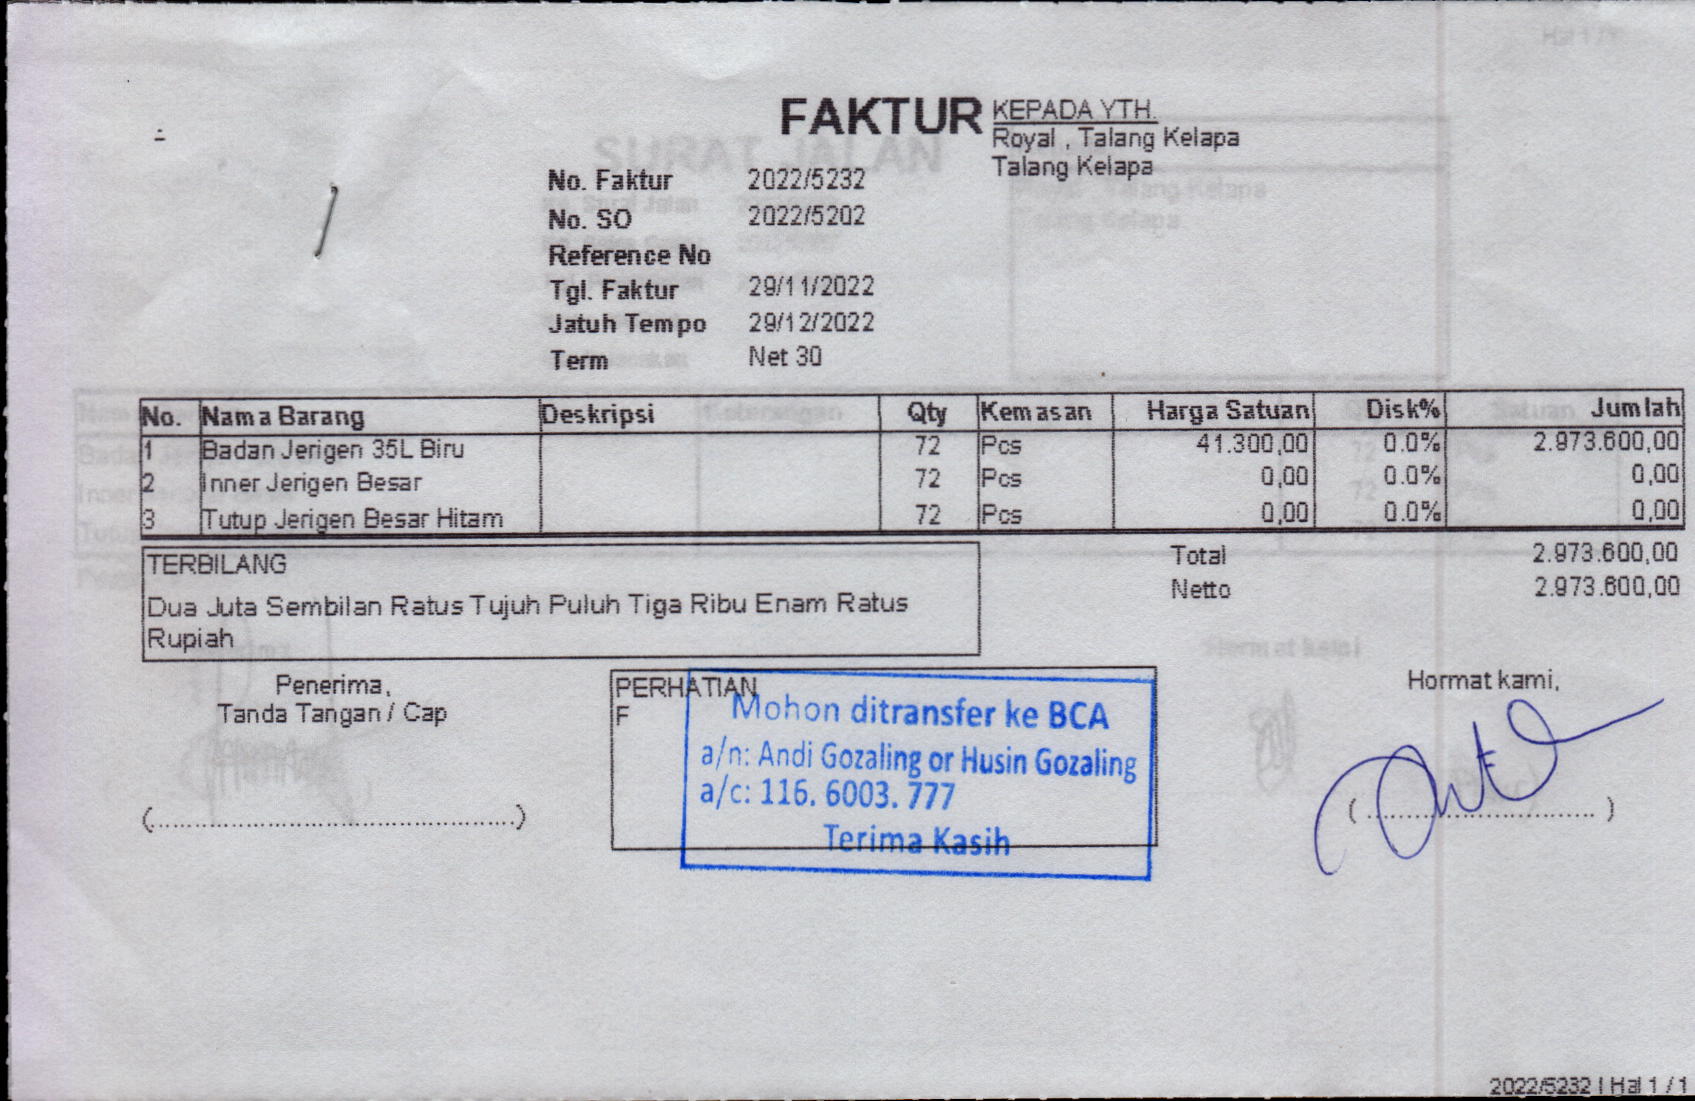 FAKTUR
KEPADA YTH.
Royal , Talang Kelapa
Talang Kelapa
No. Faktur 2022/5232
No. SO 2022/5202
Reference No
Tgl. Faktur 29/11/2022
Jatuh Tempo 29/12/2022
Term Net 30
No. Nama Barang Deskripsi Qty Kemasan Harga Satuan Disk% Jumlah
1 Badan Jerigen 35L Biru 72 Pcs 41.300,00 0.0% 2.973.600,00
2 Inner Jerigen Besar 72 Pcs 0,00 0.0% 0,00
3 Tutup Jerigen Besar Hitam 72 Pcs 0,00 0.0% 0,00
TERBILANG
Dua Juta Sembilan Ratus Tujuh Puluh Tiga Ribu Enam Ratus
Rupiah
Total 2.973.600,00
Netto 2.973.600,00
Penerima,
Tanda Tangan / Cap
(................................................)
PERHATIAN
F
Mohon ditransfer ke BCA
a/n: Andi Gozaling or Husin Gozaling
a/c: 116. 6003. 777
Terima Kasih
Hormat kami,
(..............................)
2022/5232 | Hal 1 / 1